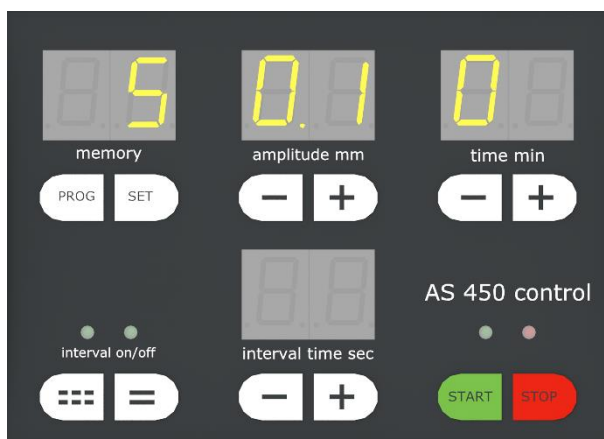 5 0.1 0
memory amplitude mm time min
PROG SET − + − +
AS 450 control
interval on/off interval time sec
− + START STOP